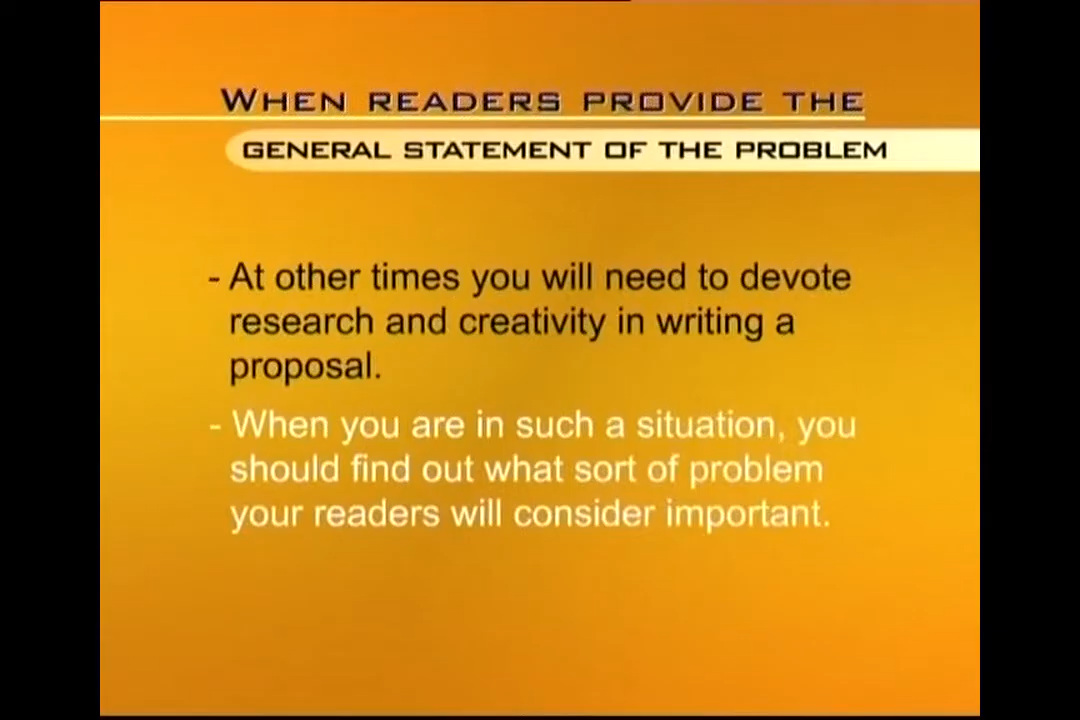 WHEN READERS PROVIDE THE
GENERAL STATEMENT OF THE PROBLEM
- At other times you will need to devote
research and creativity in writing a
proposal.
- When you are in such a situation, you
should find out what sort of problem
your readers will consider important.